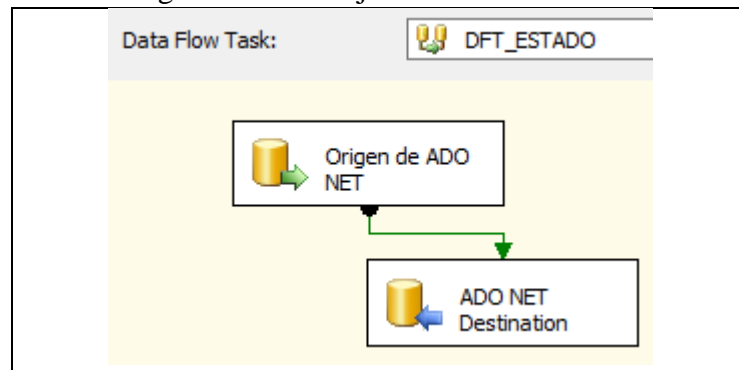 Data Flow Task: DFT_ESTADO
Origen de ADO
NET
ADO NET
Destination